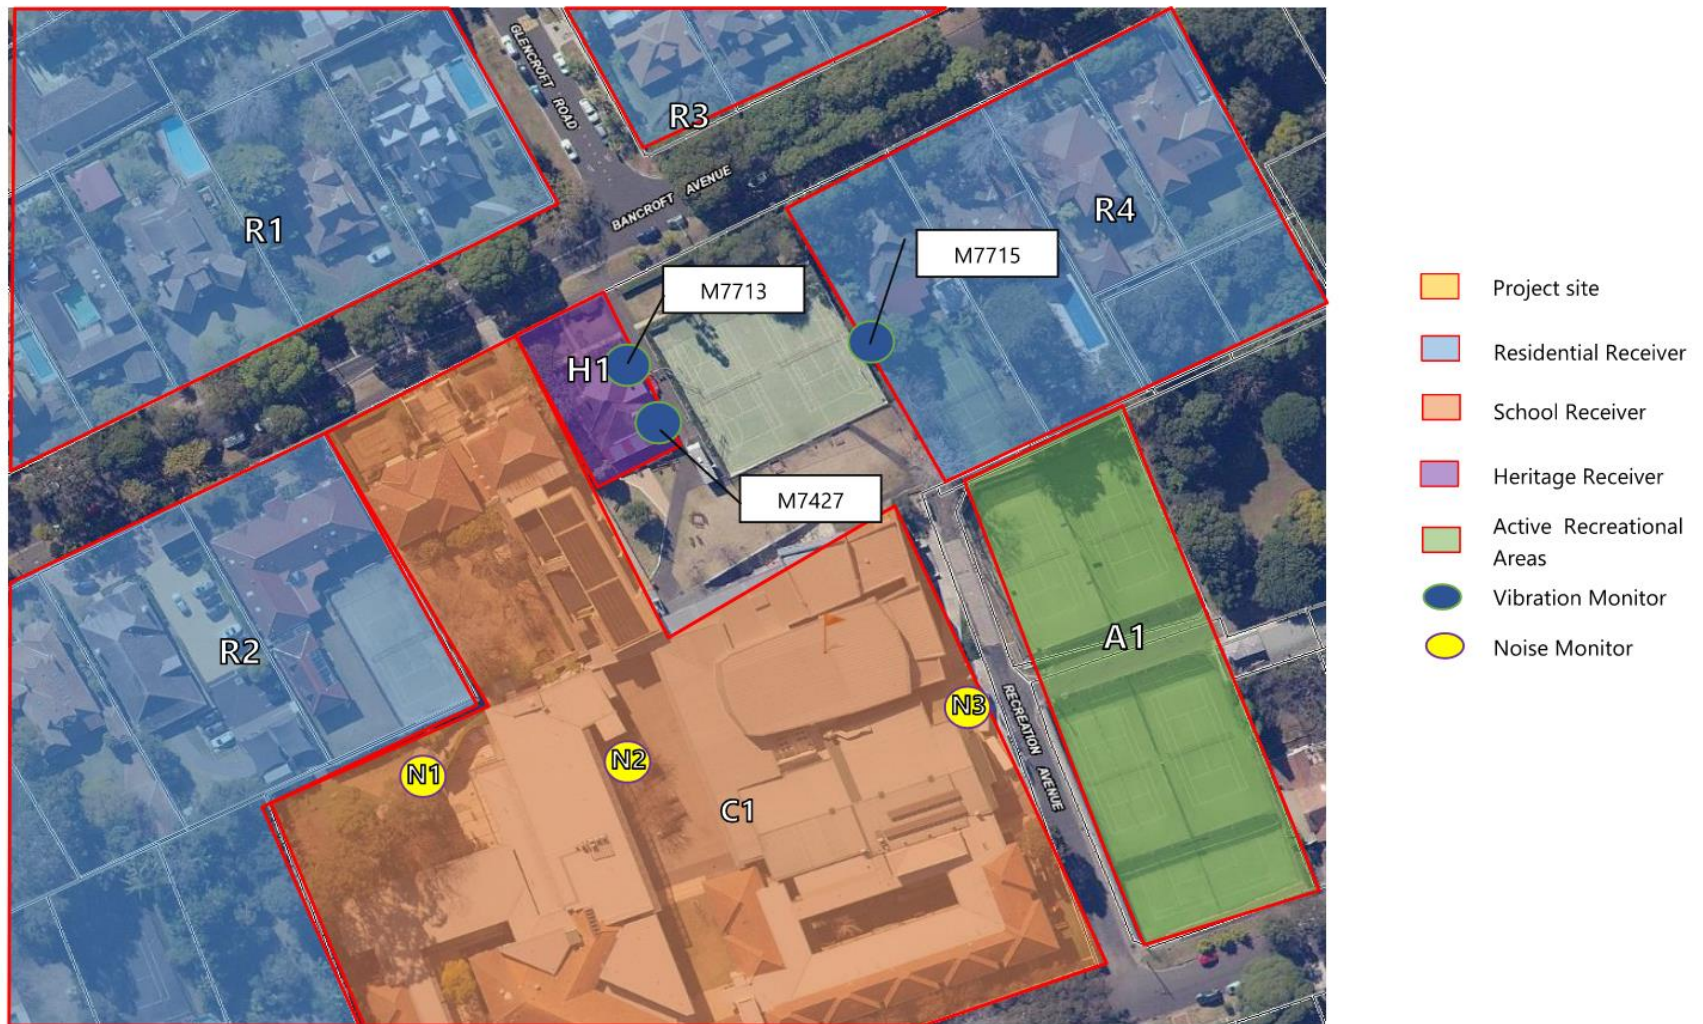 GLENCROFT ROAD
R3
BANCROFT AVENUE
R1
R4
M7715
M7713
H1
M7427
R2
A1
N3
RECREATION AVENUE
N1
N2
C1
Project site
Residential Receiver
School Receiver
Heritage Receiver
Active Recreational
Areas
Vibration Monitor
Noise Monitor